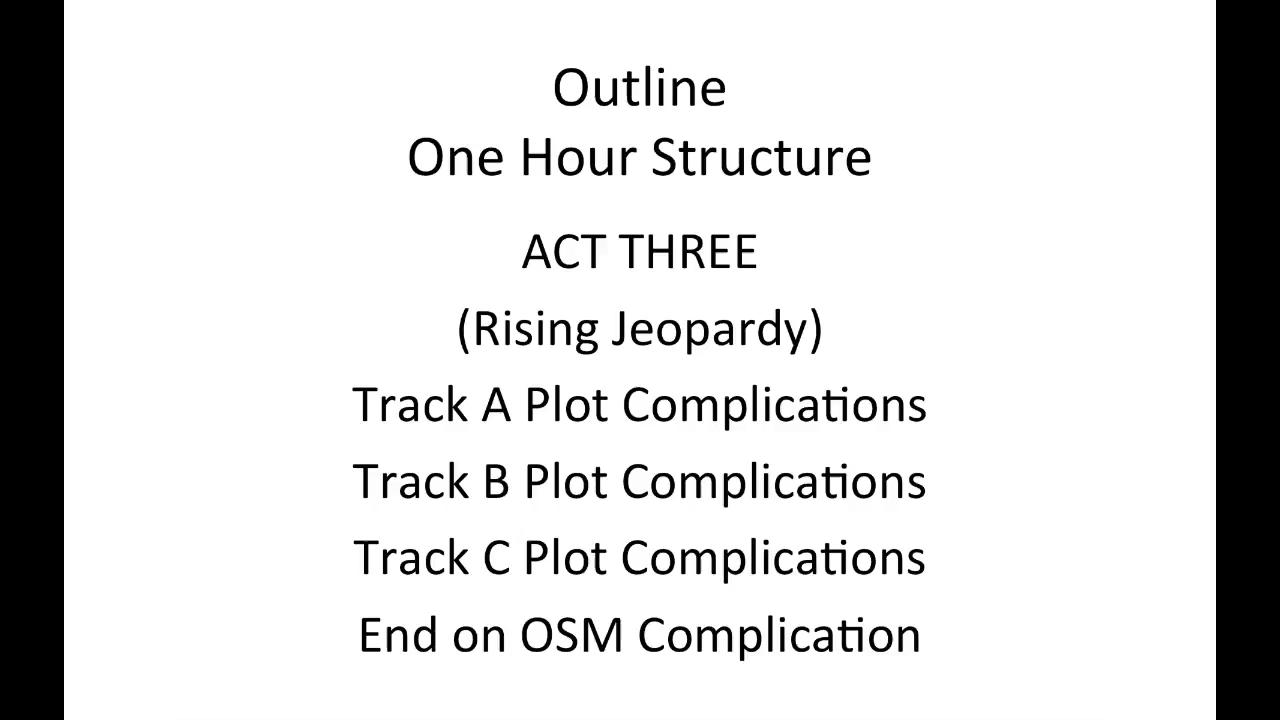 Outline
One Hour Structure
ACT THREE
(Rising Jeopardy)
Track A Plot Complications
Track B Plot Complications
Track C Plot Complications
End on OSM Complication